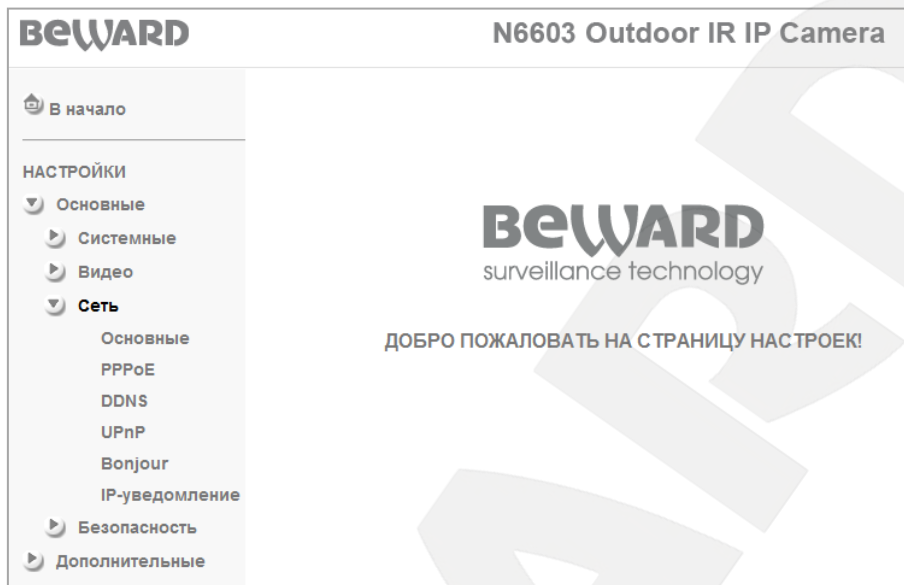 BEWARD
N6603 Outdoor IR IP Camera
В начало
НАСТРОЙКИ
Основные
Системные
Видео
Сеть
Основные
PPPoE
DDNS
UPnP
Bonjour
IP-уведомление
Безопасность
Дополнительные
BEWARD
surveillance technology
ДОБРО ПОЖАЛОВАТЬ НА СТРАНИЦУ НАСТРОЕК!